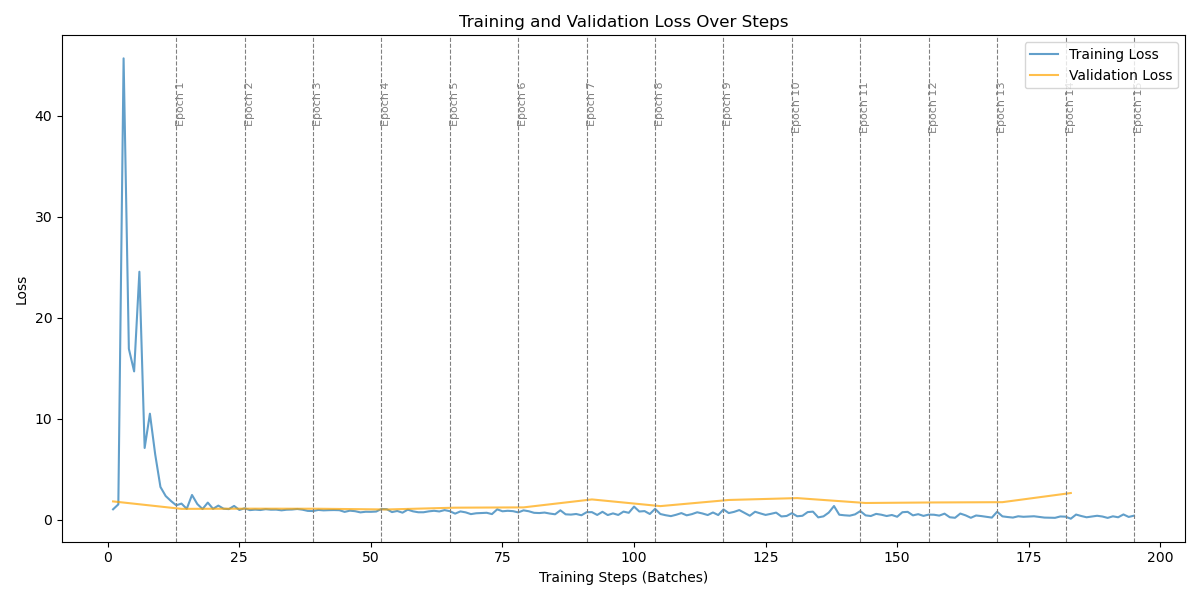 Training and Validation Loss Over Steps
Training Loss
Validation Loss
Epoch 1
Epoch 2
Epoch 3
Epoch 4
Epoch 5
Epoch 6
Epoch 7
Epoch 8
Epoch 9
Epoch 10
Epoch 11
Epoch 12
Epoch 13
Epoch
Epoch
Loss
40
30
20
10
0
0 25 50 75 100 125 150 175 200
Training Steps (Batches)